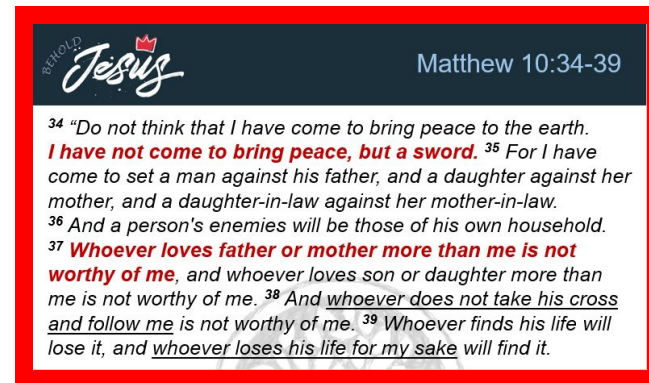 BEHOLD
Jesus
Matthew 10:34-39
34 “Do not think that I have come to bring peace to the earth.
I have not come to bring peace, but a sword. 35 For I have
come to set a man against his father, and a daughter against her
mother, and a daughter-in-law against her mother-in-law.
36 And a person's enemies will be those of his own household.
37 Whoever loves father or mother more than me is not
worthy of me, and whoever loves son or daughter more than
me is not worthy of me. 38 And whoever does not take his cross
and follow me is not worthy of me. 39 Whoever finds his life will
lose it, and whoever loses his life for my sake will find it.